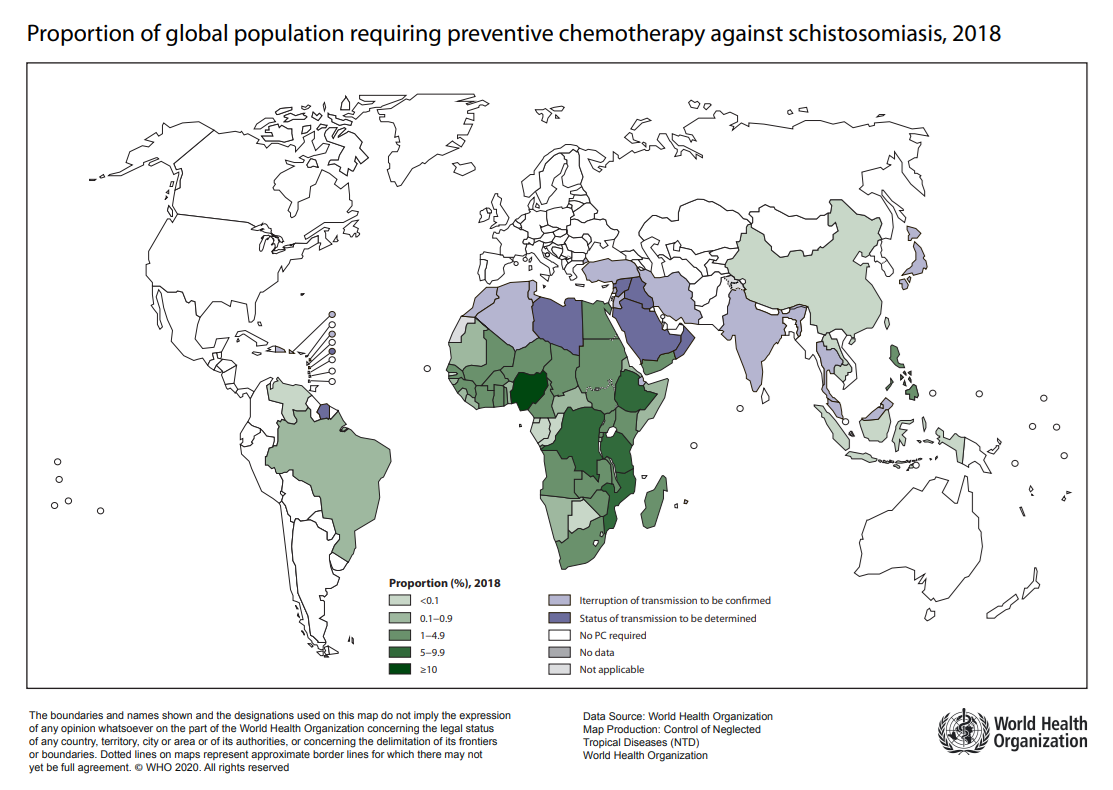 Proportion of global population requiring preventive chemotherapy against schistosomiasis, 2018
Proportion (%), 2018
<0.1
0.1–0.9
1–4.9
5–9.9
≥10
Iterruption of transmission to be confirmed
Status of transmission to be determined
No PC required
No data
Not applicable
The boundaries and names shown and the designations used on this map do not imply the expression
of any opinion whatsoever on the part of the World Health Organization concerning the legal status
of any country, territory, city or area or of its authorities, or concerning the delimitation of its frontiers
or boundaries. Dotted lines on maps represent approximate border lines for which there may not
yet be full agreement. © WHO 2020. All rights reserved
Data Source: World Health Organization
Map Production: Control of Neglected
Tropical Diseases (NTD)
World Health Organization
World Health
Organization